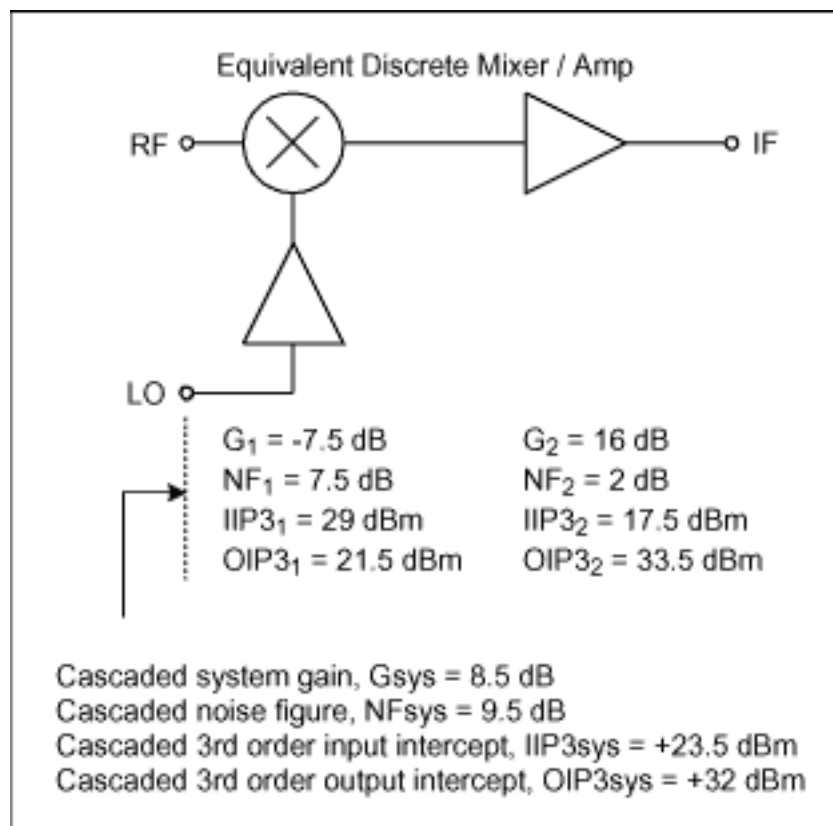 Equivalent Discrete Mixer / Amp
RF
IF
LO
G1 = -7.5 dB
NF1 = 7.5 dB
IIP31 = 29 dBm
OIP31 = 21.5 dBm
G2 = 16 dB
NF2 = 2 dB
IIP32 = 17.5 dBm
OIP32 = 33.5 dBm
Cascaded system gain, Gsys = 8.5 dB
Cascaded noise figure, NFsys = 9.5 dB
Cascaded 3rd order input intercept, IIP3sys = +23.5 dBm
Cascaded 3rd order output intercept, OIP3sys = +32 dBm